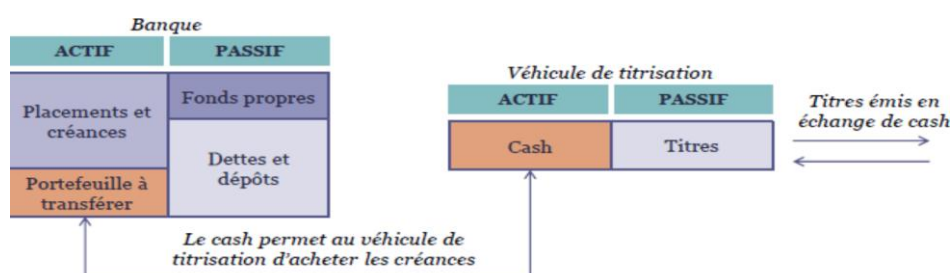 Banque
ACTIF
PASSIF
Placements et
créances
Portefeuille à
transférer
Fonds propres
Dettes et
dépôts
Véhicule de titrisation
ACTIF
PASSIF
Cash
Titres
Titres émis en
échange de cash
Le cash permet au véhicule de
titrisation d'acheter les créances